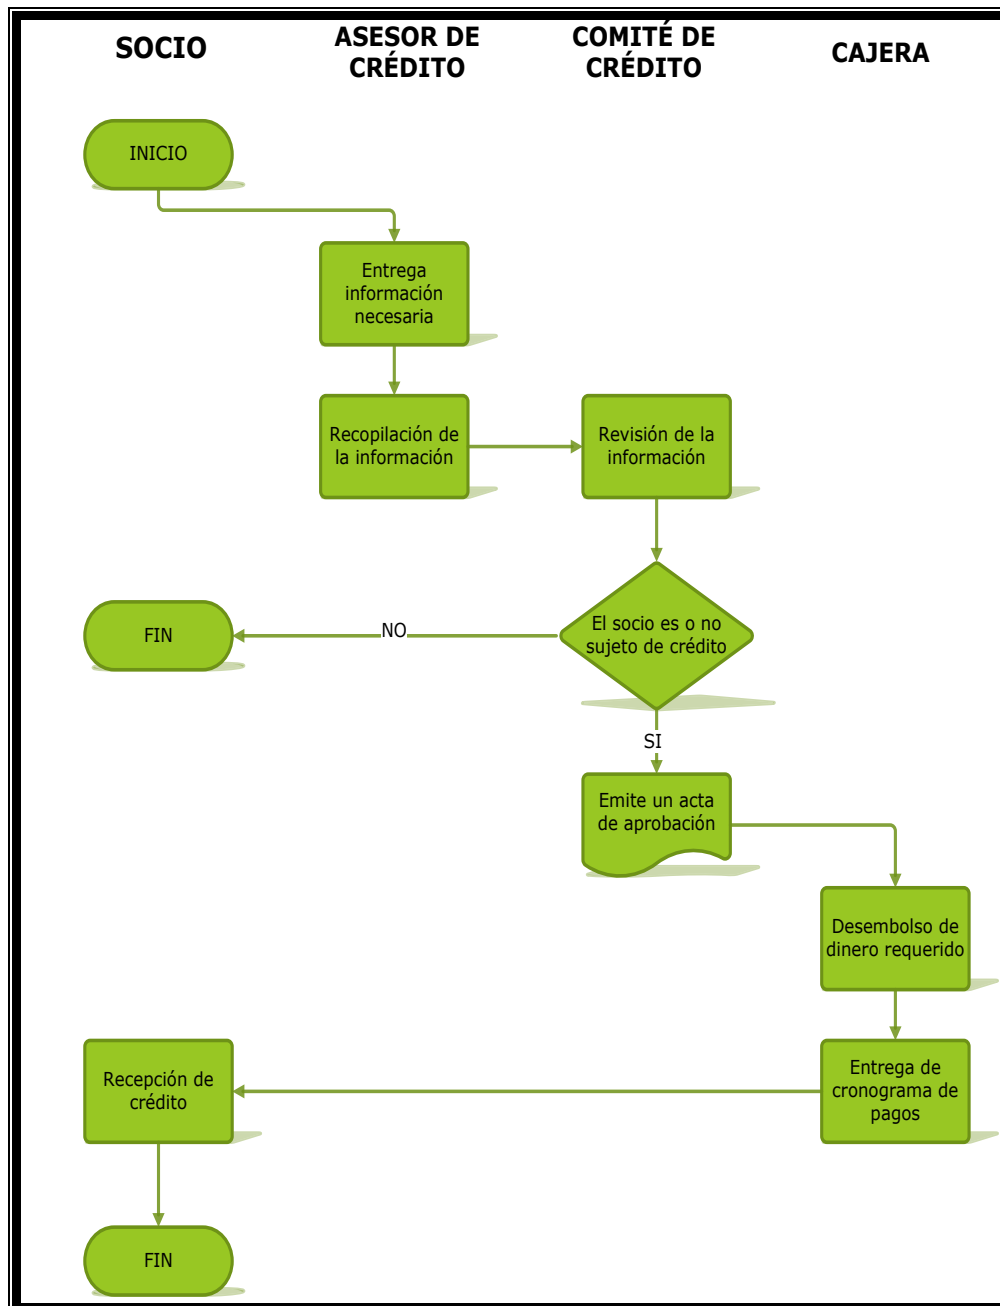 SOCIO
ASESOR DE
CRÉDITO
COMITÉ DE
CRÉDITO
CAJERA
INICIO
Entrega
información
necesaria
Recopilación de
la información
Revisión de la
información
FIN
NO
El socio es o no
sujeto de crédito
SI
Emite un acta
de aprobación
Desembolso de
dinero requerido
Recepción de
crédito
Entrega de
cronograma de
pagos
FIN